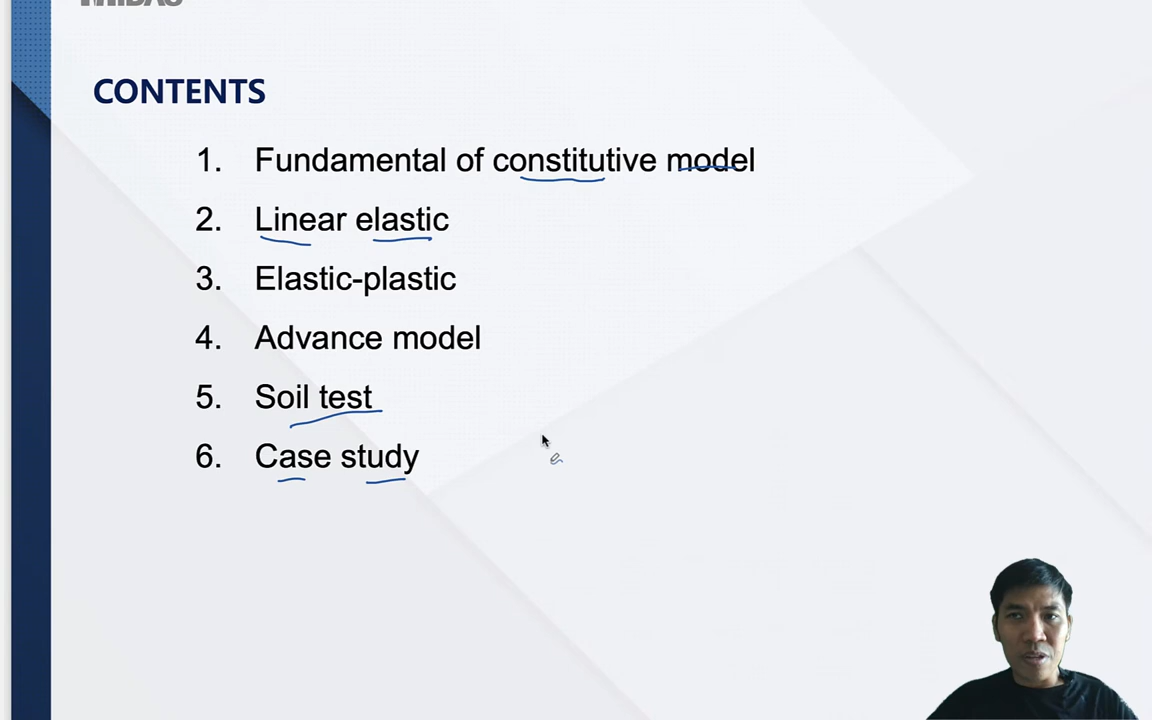 CONTENTS
1. Fundamental of constitutive model
2. Linear elastic
3. Elastic-plastic
4. Advance model
5. Soil test
6. Case study